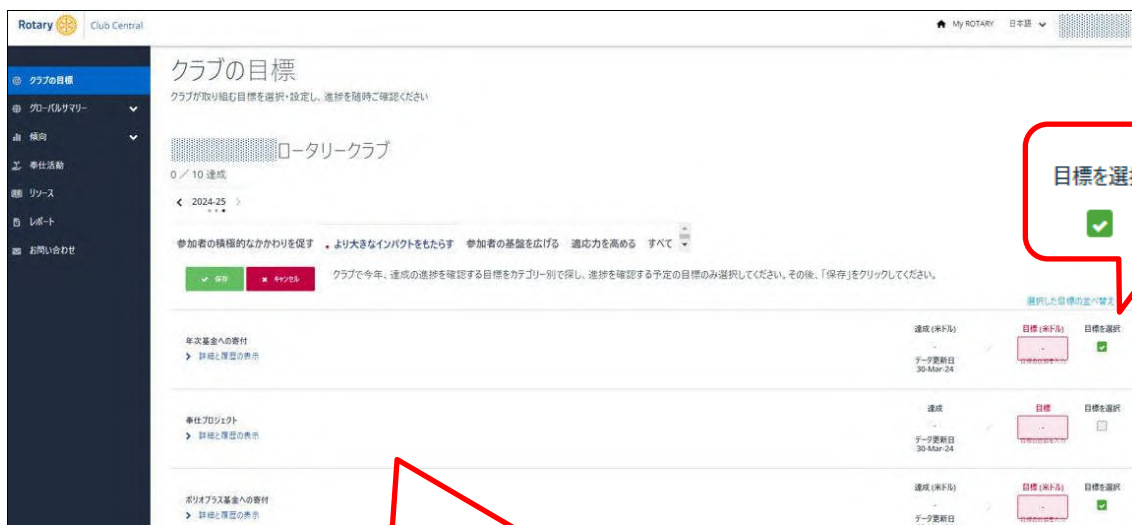 Rotary Club Central
My ROTARY 日本語
クラブの目標
グローバルサマリー
傾向
奉仕活動
リソース
レポート
お問い合わせ
クラブの目標
クラブが取り組む目標を選択・設定し、進捗を随時ご確認ください
ロータリークラブ
0 / 10 達成
2024-25
参加者の積極的なかかわりを促す より大きなインパクトをもたらす 参加者の基盤を広げる 適応力を高める すべて
保存 キャンセル クラブで今年、達成の進捗を確認する目標をカテゴリー別で探し、進捗を確認する予定の目標のみ選択してください。その後、「保存」をクリックしてください。
目標を選
選択した目標の並べ替え
年次基金への寄付
詳細と履歴の表示
達成 (米ドル) 目標 (米ドル) 目標を選択
データ更新日
30-Mar-24
奉仕プロジェクト
詳細と履歴の表示
達成 目標 目標を選択
データ更新日
30-Mar-24
ポリオプラス基金への寄付
詳細と履歴の表示
達成 (米ドル) 目標 (米ドル) 目標を選択
データ更新日